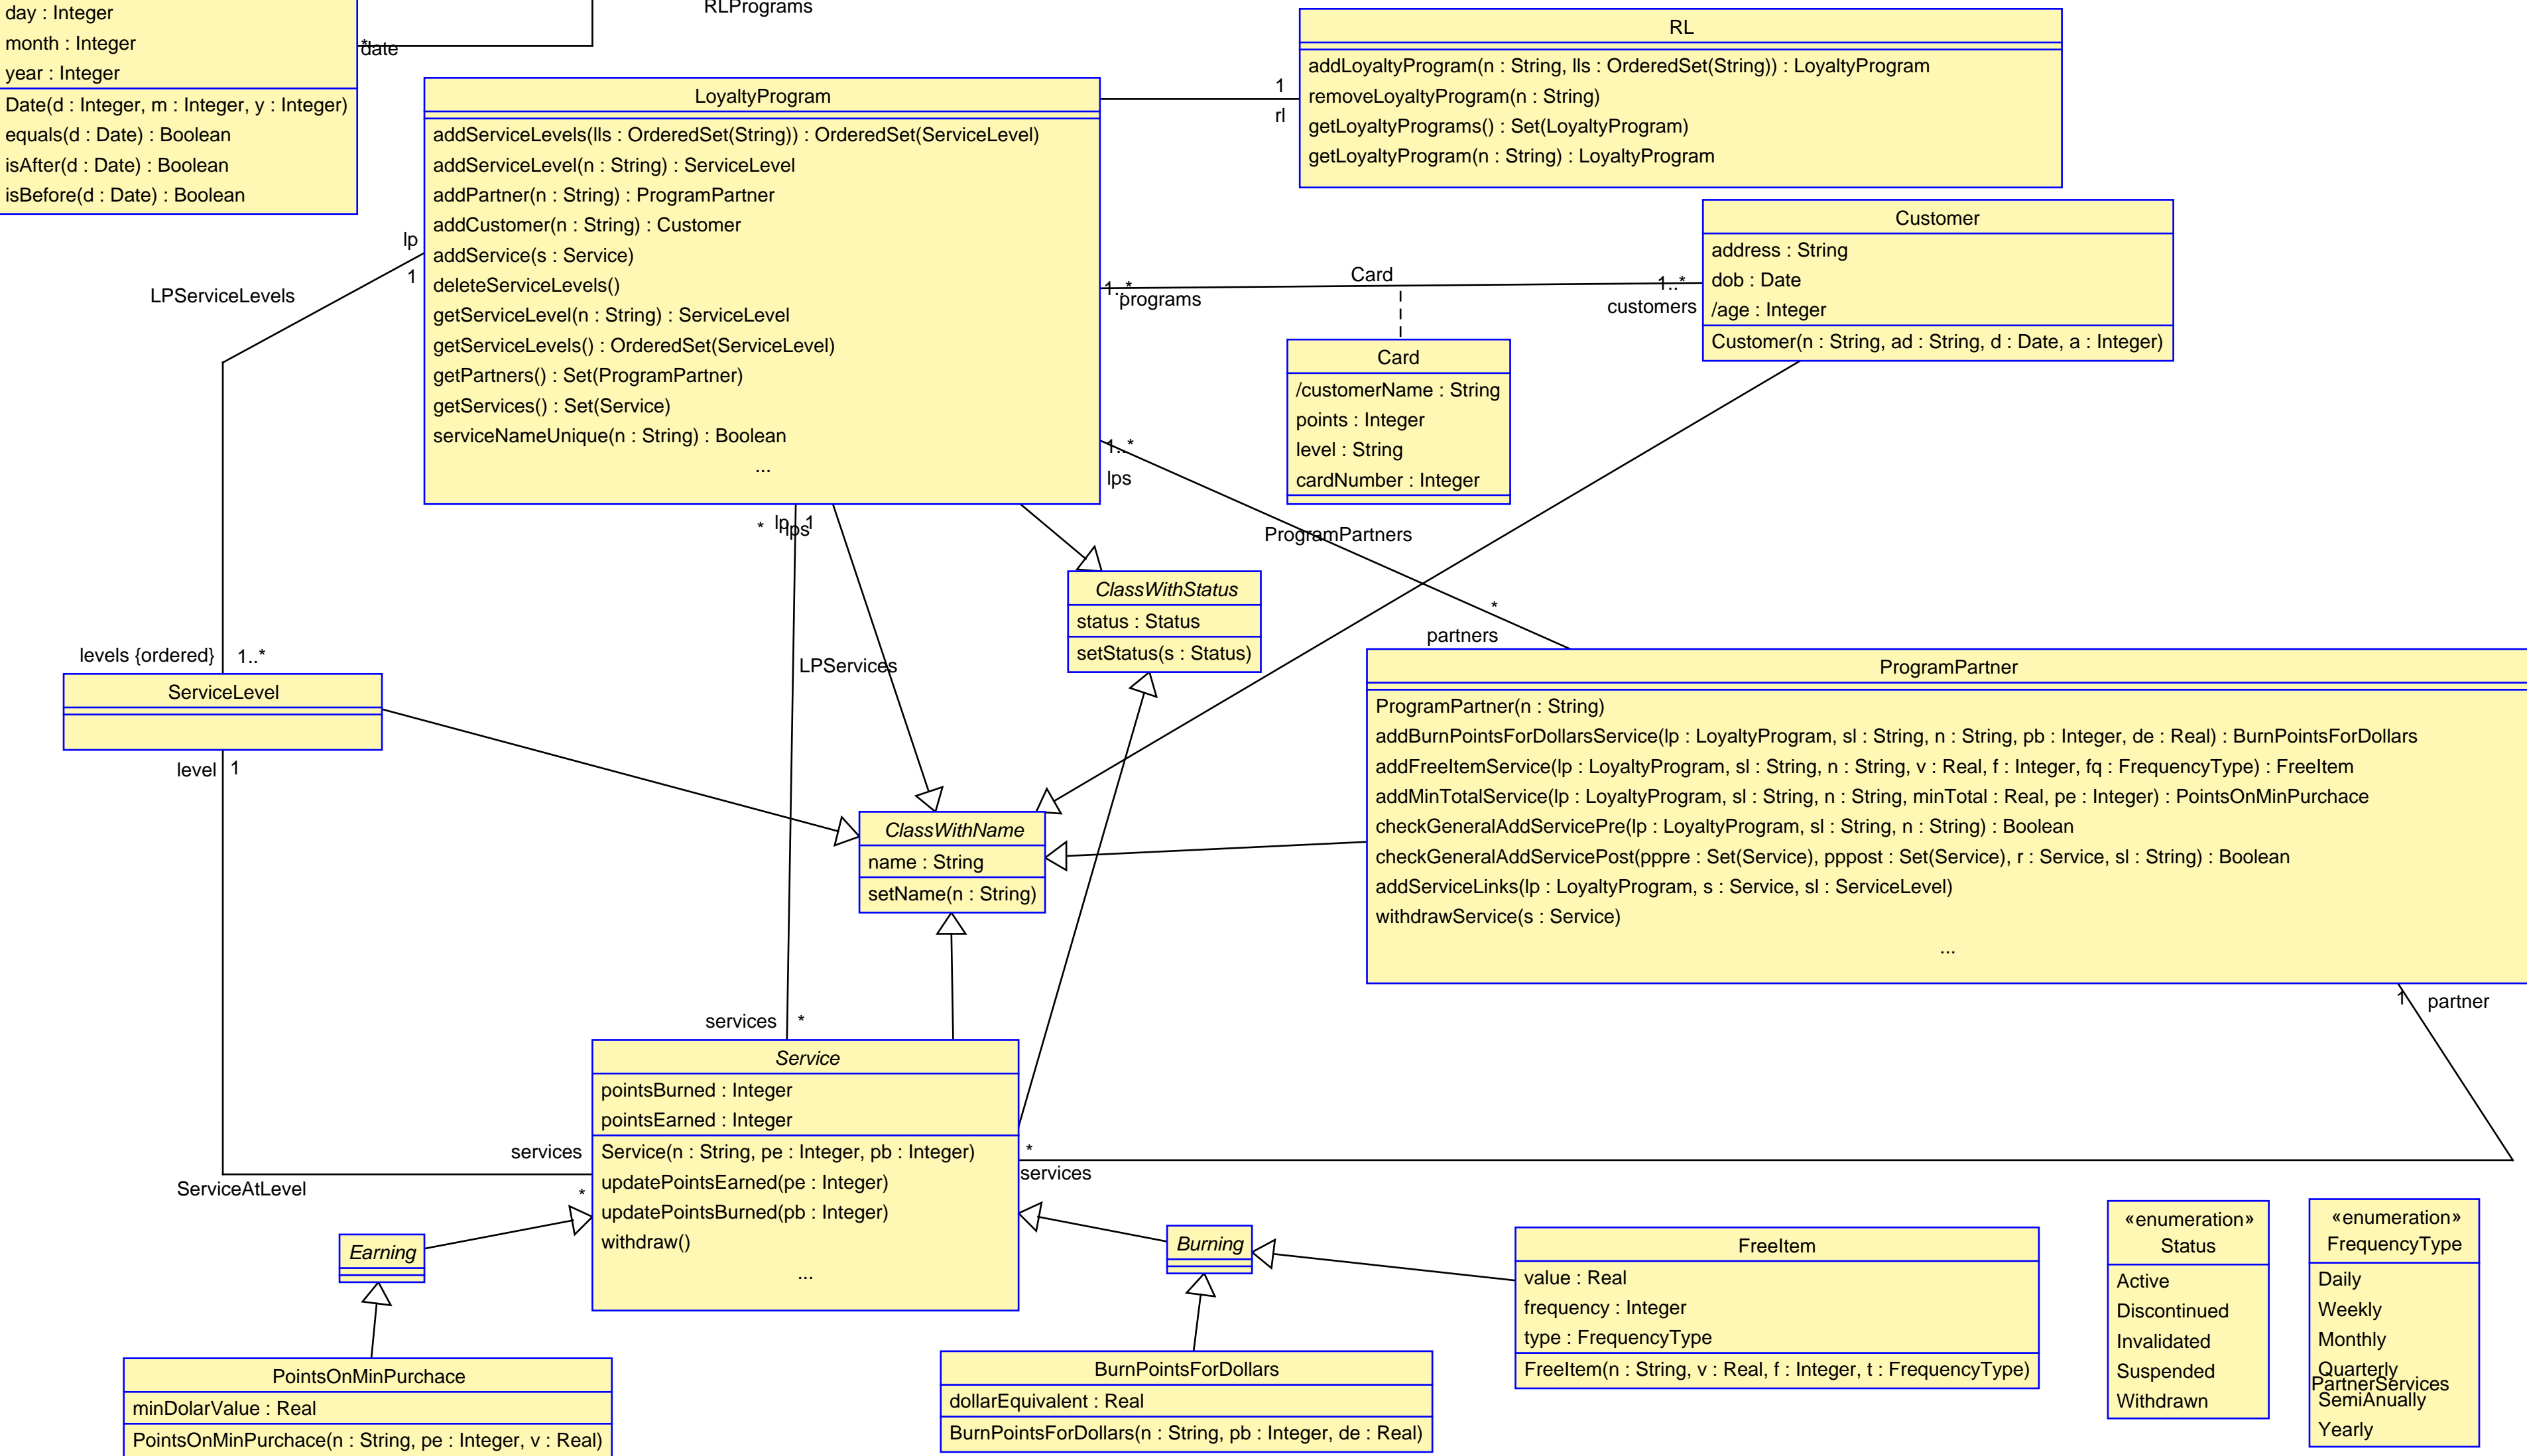 day : Integer
month : Integer
year : Integer
Date(d : Integer, m : Integer, y : Integer)
equals(d : Date) : Boolean
isAfter(d : Date) : Boolean
isBefore(d : Date) : Boolean
*
date
RLPrograms
LoyaltyProgram
addServiceLevels(lls : OrderedSet(String)) : OrderedSet(ServiceLevel)
addServiceLevel(n : String) : ServiceLevel
addPartner(n : String) : ProgramPartner
addCustomer(n : String) : Customer
addService(s : Service)
deleteServiceLevels()
getServiceLevel(n : String) : ServiceLevel
getServiceLevels() : OrderedSet(ServiceLevel)
getPartners() : Set(ProgramPartner)
getServices() : Set(Service)
serviceNameUnique(n : String) : Boolean
...
1
rl
RL
addLoyaltyProgram(n : String, lls : OrderedSet(String)) : LoyaltyProgram
removeLoyaltyProgram(n : String)
getLoyaltyPrograms() : Set(LoyaltyProgram)
getLoyaltyProgram(n : String) : LoyaltyProgram
Customer
address : String
dob : Date
/age : Integer
Customer(n : String, ad : String, d : Date, a : Integer)
lp
1
LPServiceLevels
Card
1..*
programs
1..*
customers
Card
/customerName : String
points : Integer
level : String
cardNumber : Integer
1..*
lps
ProgramPartners
*
partners
* lp 1
lps
ClassWithStatus
status : Status
setStatus(s : Status)
LPServices
levels {ordered} 1..*
ServiceLevel
level 1
ProgramPartner
ProgramPartner(n : String)
addBurnPointsForDollarsService(lp : LoyaltyProgram, sl : String, n : String, pb : Integer, de : Real) : BurnPointsForDollars
addFreeItemService(lp : LoyaltyProgram, sl : String, n : String, v : Real, f : Integer, fq : FrequencyType) : FreeItem
addMinTotalService(lp : LoyaltyProgram, sl : String, n : String, minTotal : Real, pe : Integer) : PointsOnMinPurchace
checkGeneralAddServicePre(lp : LoyaltyProgram, sl : String, n : String) : Boolean
checkGeneralAddServicePost(pppre : Set(Service), pppost : Set(Service), r : Service, sl : String) : Boolean
addServiceLinks(lp : LoyaltyProgram, s : Service, sl : ServiceLevel)
withdrawService(s : Service)
...
1 partner
ClassWithName
name : String
setName(n : String)
services *
Service
pointsBurned : Integer
pointsEarned : Integer
Service(n : String, pe : Integer, pb : Integer)
updatePointsEarned(pe : Integer)
updatePointsBurned(pb : Integer)
withdraw()
...
services
*
ServiceAtLevel
*
services
Earning
Burning
PointsOnMinPurchace
minDolarValue : Real
PointsOnMinPurchace(n : String, pe : Integer, v : Real)
BurnPointsForDollars
dollarEquivalent : Real
BurnPointsForDollars(n : String, pb : Integer, de : Real)
FreeItem
value : Real
frequency : Integer
type : FrequencyType
FreeItem(n : String, v : Real, f : Integer, t : FrequencyType)
«enumeration»
Status
Active
Discontinued
Invalidated
Suspended
Withdrawn
«enumeration»
FrequencyType
Daily
Weekly
Monthly
Quarterly
PartnerServices
SemiAnually
Yearly